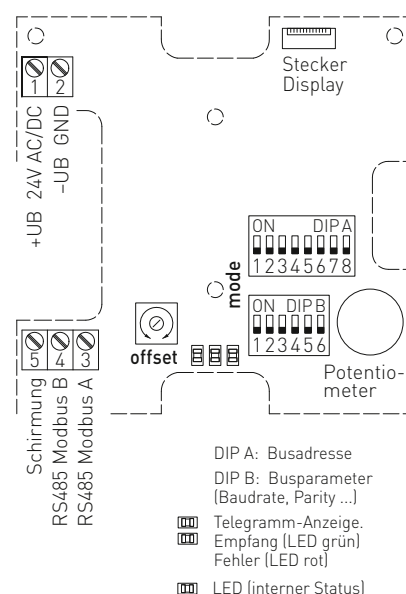 Stecker
Display
1 2
+UB 24V AC/DC
–UB GND
ON DIP A
1 2 3 4 5 6 7 8
mode
ON DIP B
1 2 3 4 5 6
offset
5 4 3
Schirmung
RS485 Modbus B
RS485 Modbus A
Potentio-
meter
DIP A: Busadresse
DIP B: Busparameter
(Baudrate, Parity ...)
Telegramm-Anzeige.
Empfang (LED grün)
Fehler (LED rot)
LED (interner Status)